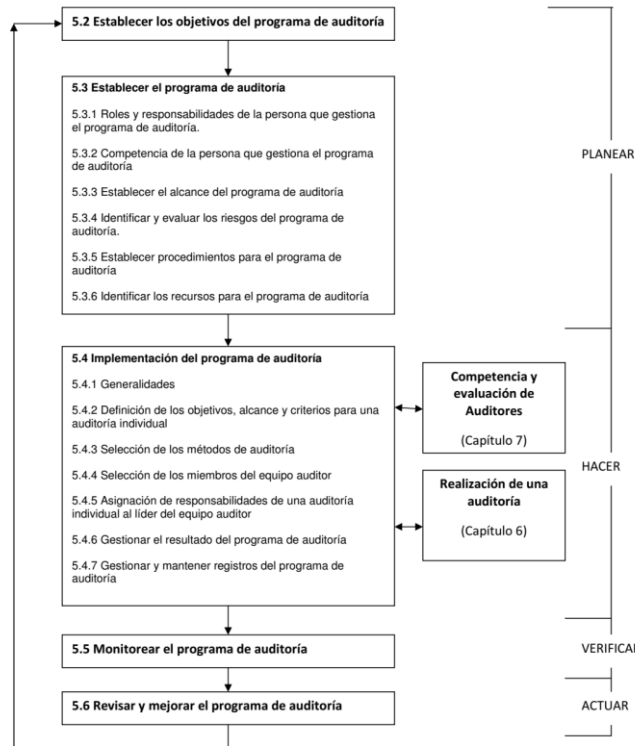 5.2 Establecer los objetivos del programa de auditoría
5.3 Establecer el programa de auditoría
5.3.1 Roles y responsabilidades de la persona que gestiona
el programa de auditoría.
5.3.2 Competencia de la persona que gestiona el programa
de auditoría
5.3.3 Establecer el alcance del programa de auditoría
5.3.4 Identificar y evaluar los riesgos del programa de
auditoría.
5.3.5 Establecer procedimientos para el programa de
auditoría
5.3.6 Identificar los recursos para el programa de auditoría
PLANEAR
5.4 Implementación del programa de auditoría
5.4.1 Generalidades
5.4.2 Definición de los objetivos, alcance y criterios para una
auditoría individual
5.4.3 Selección de los métodos de auditoría
5.4.4 Selección de los miembros del equipo auditor
5.4.5 Asignación de responsabilidades de una auditoría
individual al líder del equipo auditor
5.4.6 Gestionar el resultado del programa de auditoría
5.4.7 Gestionar y mantener registros del programa de
auditoría
Competencia y
evaluación de
Auditores
(Capítulo 7)
Realización de una
auditoría
(Capítulo 6)
HACER
5.5 Monitorear el programa de auditoría
VERIFICAR
5.6 Revisar y mejorar el programa de auditoría
ACTUAR